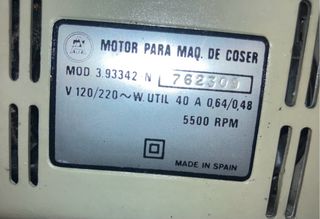 MOTOR PARA MAQ. DE COSER
MOD 3.93342 N 762309
V 120/220~W. UTIL 40 A 0,64/0,48
5500 RPM
MADE IN SPAIN